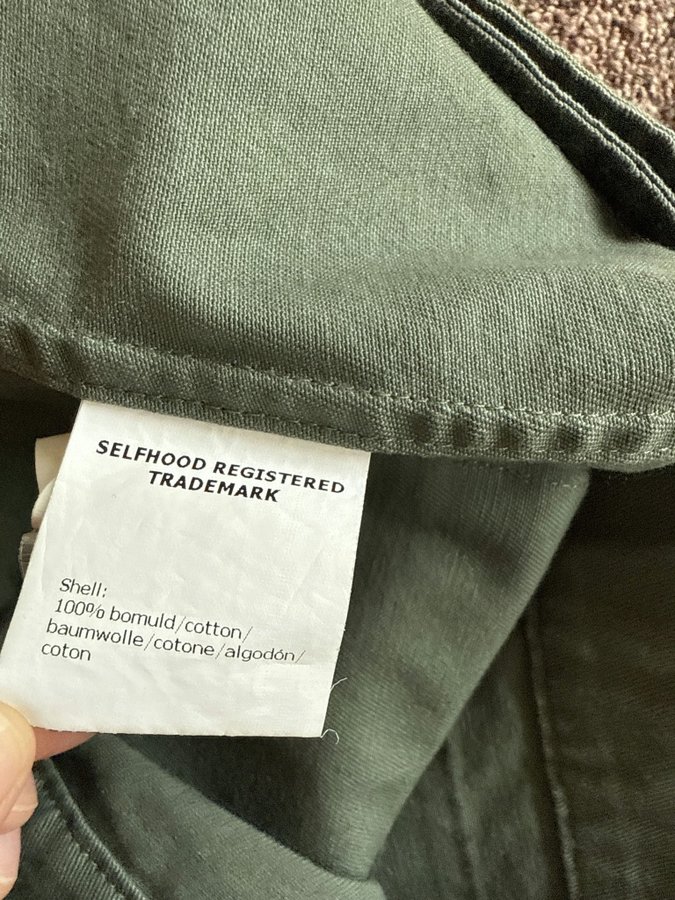 SELFHOOD REGISTERED
TRADEMARK
Shell:
100% bomuld/cotton/
baumwolle/cotone/algodón/
coton